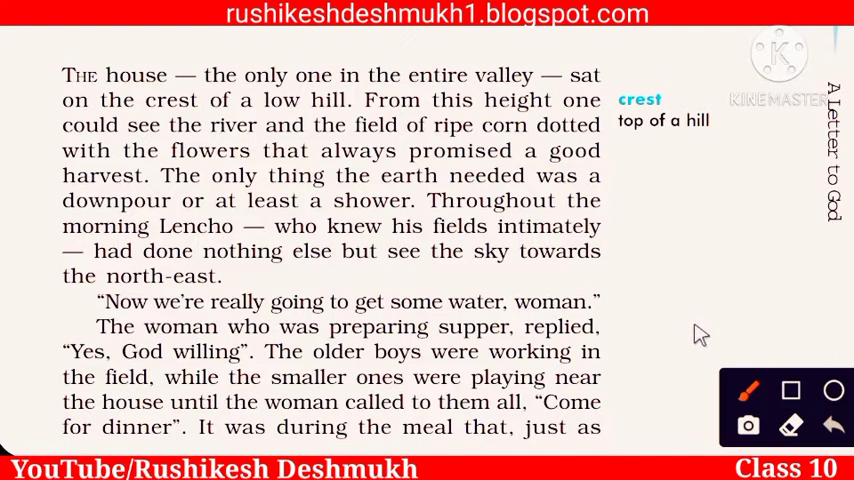 rushikeshdeshmukh1.blogspot.com
THE house — the only one in the entire valley — sat
on the crest of a low hill. From this height one
could see the river and the field of ripe corn dotted
with the flowers that always promised a good
harvest. The only thing the earth needed was a
downpour or at least a shower. Throughout the
morning Lencho — who knew his fields intimately
— had done nothing else but see the sky towards
the north-east.
“Now we're really going to get some water, woman.”
The woman who was preparing supper, replied,
“Yes, God willing”. The older boys were working in
the field, while the smaller ones were playing near
the house until the woman called to them all, “Come
for dinner”. It was during the meal that, just as
crest
top of a hill
K
KINEMASTER
A Letter to God
YouTube/Rushikesh Deshmukh
Class 10